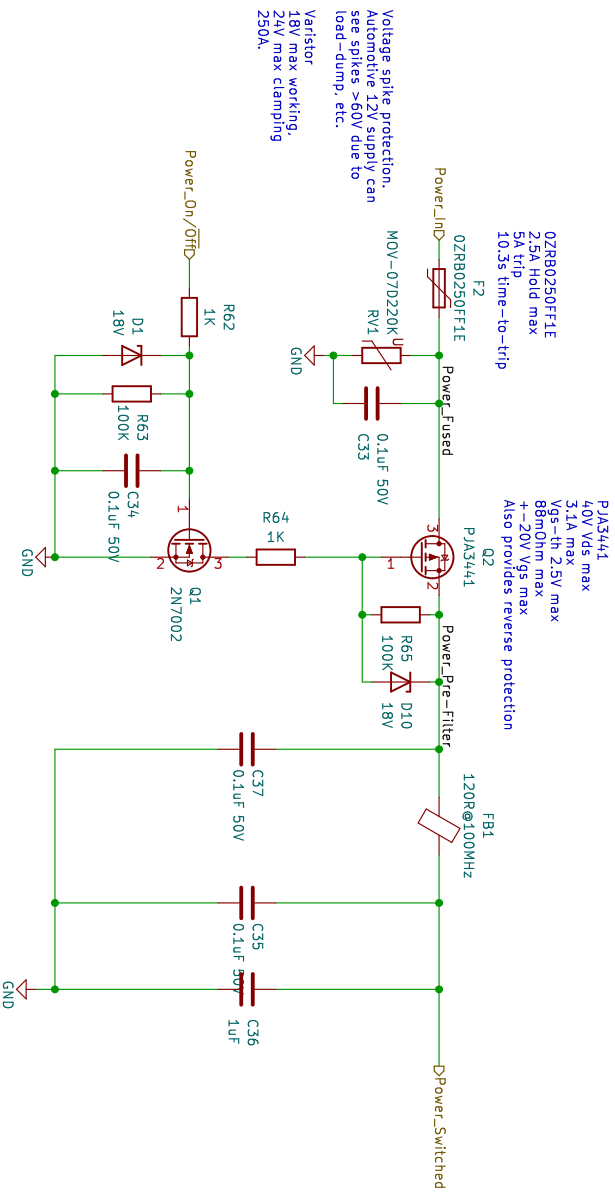 Voltage spike protection.
Automotive 12V supply can
see spikes >60V due to
load-dump, etc.
Varistor
18V max working,
24V max clamping
250A.
0ZRB0250FF1E
2.5A Hold max
5A trip
10.3s time-to-trip
PJA3441
40V Vds max
3.1A max
Vgs-th 2.5V max
88mOhm max
+-20V Vgs max
Also provides reverse protection
Power_In
F2
0ZRB0250FF1E
Power_Fused
MOV-07D220K
RV1
U
GND
C33
0.1uF 50V
Q2
PJA3441
3
2
1
Power_Pre-Filter
R65
100K
D10
18V
FB1
120R@100MHz
Power_Switched
Power_On/Off
R62
1K
D1
18V
R63
100K
C34
0.1uF 50V
GND
1
2
3
Q1
2N7002
R64
1K
C37
0.1uF 50V
C35
0.1uF 50V
C36
1uF
GND